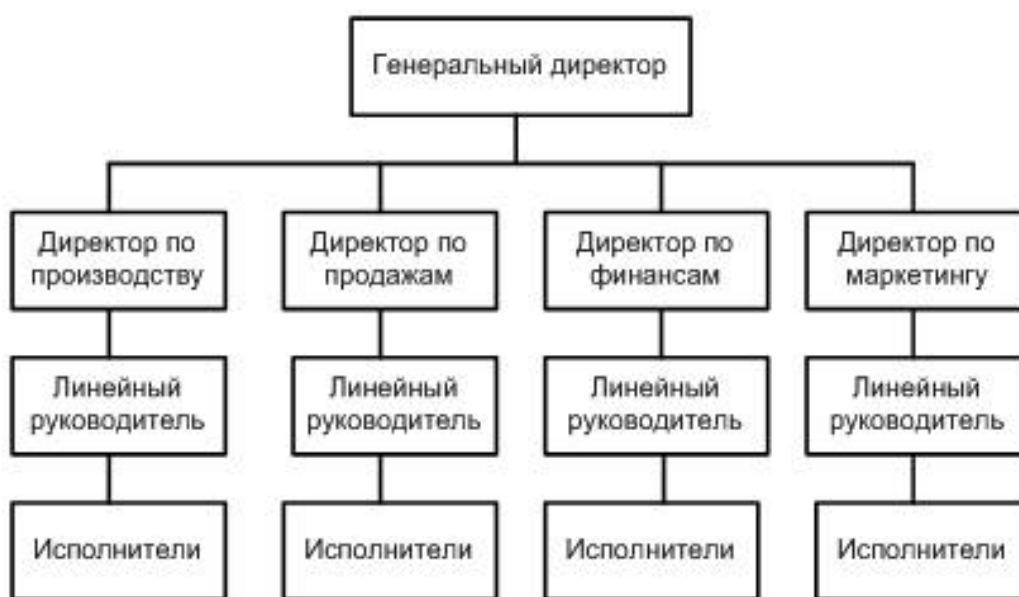 Генеральный директор
Директор по
производству
Директор по
продажам
Директор по
финансам
Директор по
маркетингу
Линейный
руководитель
Линейный
руководитель
Линейный
руководитель
Линейный
руководитель
Исполнители
Исполнители
Исполнители
Исполнители